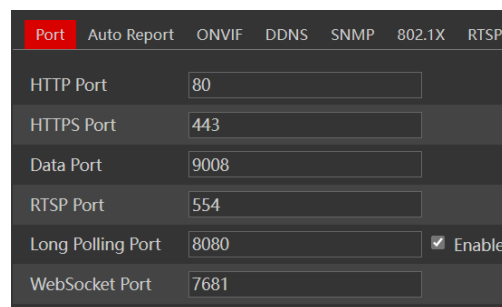 Port Auto Report ONVIF DDNS SNMP 802.1X RTSP
HTTP Port 80
HTTPS Port 443
Data Port 9008
RTSP Port 554
Long Polling Port 8080 Enable
WebSocket Port 7681